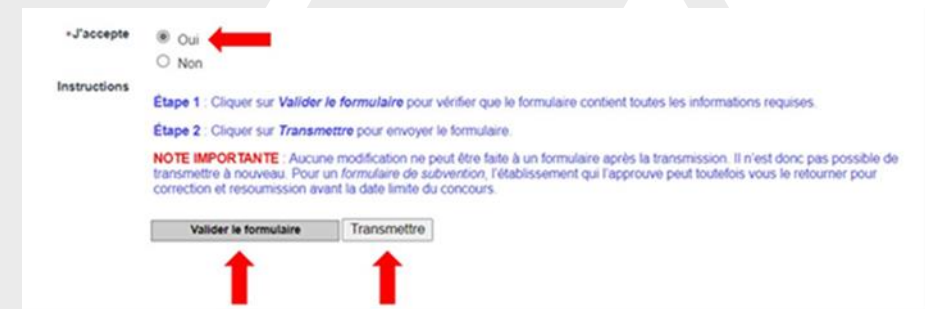 *J'accepte
Oui
Non
Instructions
Étape 1 : Cliquer sur Valider le formulaire pour vérifier que le formulaire contient toutes les informations requises.
Étape 2 : Cliquer sur Transmettre pour envoyer le formulaire.
NOTE IMPORTANTE : Aucune modification ne peut être faite à un formulaire après la transmission. Il n'est donc pas possible de
transmettre à nouveau. Pour un formulaire de subvention, l'établissement qui l'approuve peut toutefois vous le retourner pour
correction et resoumission avant la date limite du concours.
Valider le formulaire
Transmettre